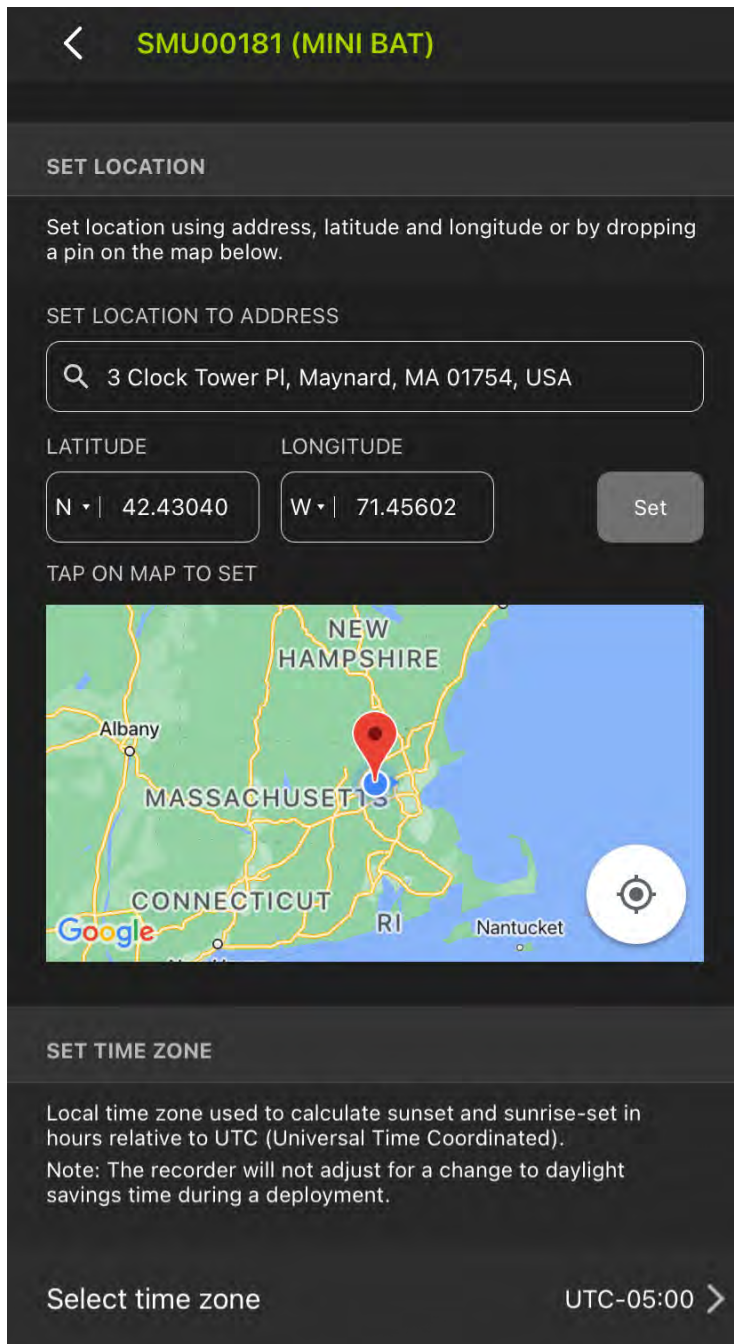 SMU00181 (MINI BAT)
SET LOCATION
Set location using address, latitude and longitude or by dropping
a pin on the map below.
SET LOCATION TO ADDRESS
3 Clock Tower Pl, Maynard, MA 01754, USA
LATITUDE LONGITUDE
N 42.43040 W 71.45602 Set
TAP ON MAP TO SET
NEW
HAMPSHIRE
Albany
MASSACHUSETTS
CONNECTICUT
RI
Nantucket
Google
SET TIME ZONE
Local time zone used to calculate sunset and sunrise-set in
hours relative to UTC (Universal Time Coordinated).
Note: The recorder will not adjust for a change to daylight
savings time during a deployment.
Select time zone UTC-05:00